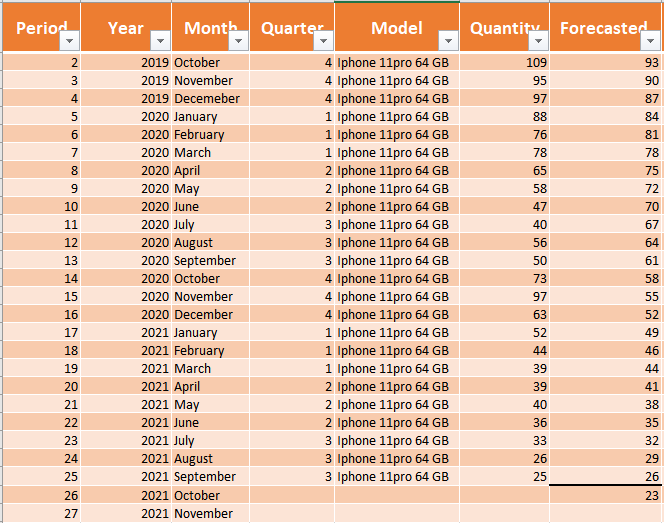 Period Year Month Quarter Model Quantity Forecasted
2 2019 October 4 Iphone 11pro 64 GB 109 93
3 2019 November 4 Iphone 11pro 64 GB 95 90
4 2019 Decemeber 4 Iphone 11pro 64 GB 97 87
5 2020 January 1 Iphone 11pro 64 GB 88 84
6 2020 February 1 Iphone 11pro 64 GB 76 81
7 2020 March 1 Iphone 11pro 64 GB 78 78
8 2020 April 2 Iphone 11pro 64 GB 65 75
9 2020 May 2 Iphone 11pro 64 GB 58 72
10 2020 June 2 Iphone 11pro 64 GB 47 70
11 2020 July 3 Iphone 11pro 64 GB 40 67
12 2020 August 3 Iphone 11pro 64 GB 56 64
13 2020 September 3 Iphone 11pro 64 GB 50 61
14 2020 October 4 Iphone 11pro 64 GB 73 58
15 2020 November 4 Iphone 11pro 64 GB 97 55
16 2020 December 4 Iphone 11pro 64 GB 63 52
17 2021 January 1 Iphone 11pro 64 GB 52 49
18 2021 February 1 Iphone 11pro 64 GB 44 46
19 2021 March 1 Iphone 11pro 64 GB 39 44
20 2021 April 2 Iphone 11pro 64 GB 39 41
21 2021 May 2 Iphone 11pro 64 GB 40 38
22 2021 June 2 Iphone 11pro 64 GB 36 35
23 2021 July 3 Iphone 11pro 64 GB 33 32
24 2021 August 3 Iphone 11pro 64 GB 26 29
25 2021 September 3 Iphone 11pro 64 GB 25 26
26 2021 October 23
27 2021 November